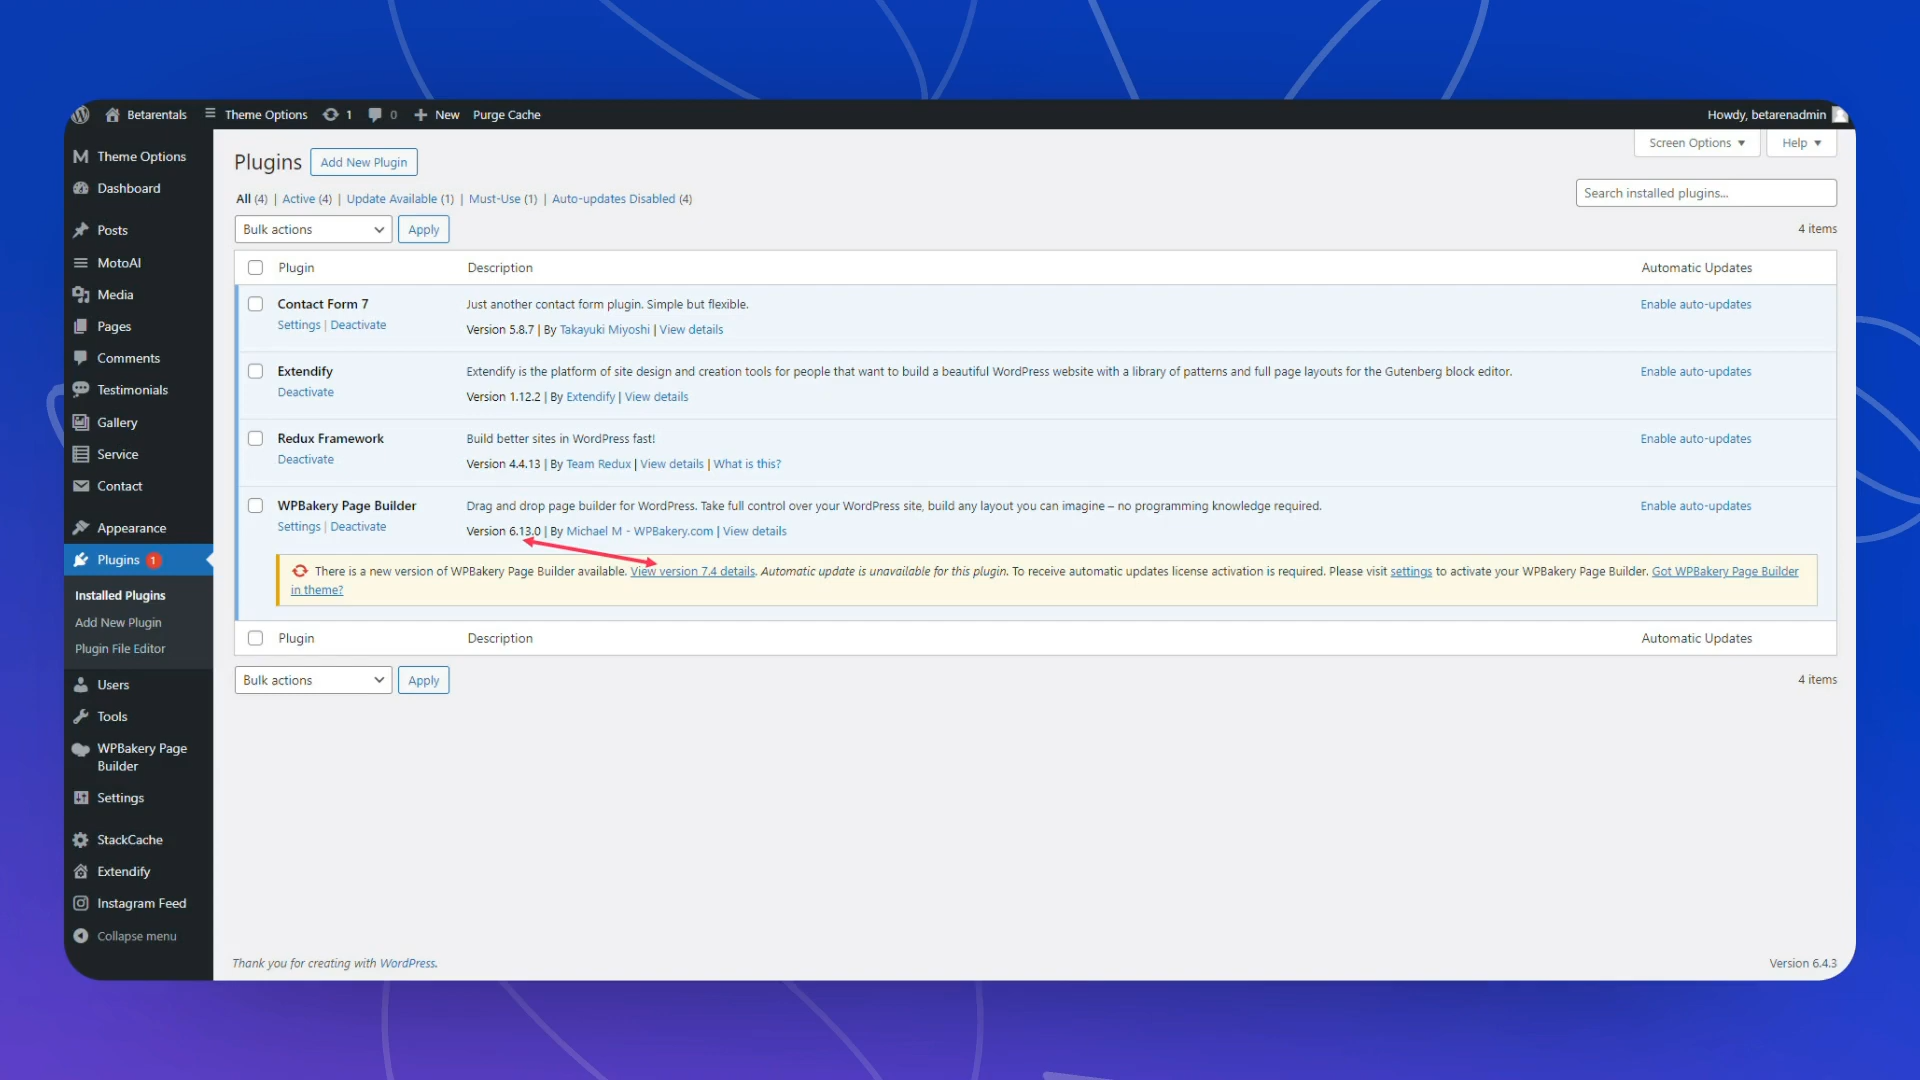 Betarentals Theme Options 1 0 New Purge Cache Howdy, betarenadmin
Theme Options
Dashboard
Posts
MotoAI
Media
Pages
Comments
Testimonials
Gallery
Service
Contact
Appearance
Plugins 1
Installed Plugins
Add New Plugin
Plugin File Editor
Users
Tools
WPBakery Page
Builder
Settings
StackCache
Extendify
Instagram Feed
Collapse menu
Screen Options Help
Plugins Add New Plugin
All (4) | Active (4) | Update Available (1) | Must-Use (1) | Auto-updates Disabled (4)
Search installed plugins...
Bulk actions Apply
4 items
Plugin Description Automatic Updates
Contact Form 7 Just another contact form plugin. Simple but flexible. Enable auto-updates
Settings | Deactivate
Version 5.8.7 | By Takayuki Miyoshi | View details
Extendify Extendify is the platform of site design and creation tools for people that want to build a beautiful WordPress website with a library of patterns and full page layouts for the Gutenberg block editor. Enable auto-updates
Deactivate
Version 1.12.2 | By Extendify | View details
Redux Framework Build better sites in WordPress fast! Enable auto-updates
Deactivate
Version 4.4.13 | By Team Redux | View details | What is this?
WPBakery Page Builder Drag and drop page builder for WordPress. Take full control over your WordPress site, build any layout you can imagine – no programming knowledge required. Enable auto-updates
Settings | Deactivate
Version 6.13.0 | By Michael M - WPBakery.com | View details
There is a new version of WPBakery Page Builder available. View version 7.4 details. Automatic update is unavailable for this plugin. To receive automatic updates license activation is required. Please visit settings to activate your WPBakery Page Builder. Got WPBakery Page Builder
in theme?
Plugin Description Automatic Updates
Bulk actions Apply
4 items
Thank you for creating with WordPress.
Version 6.4.3